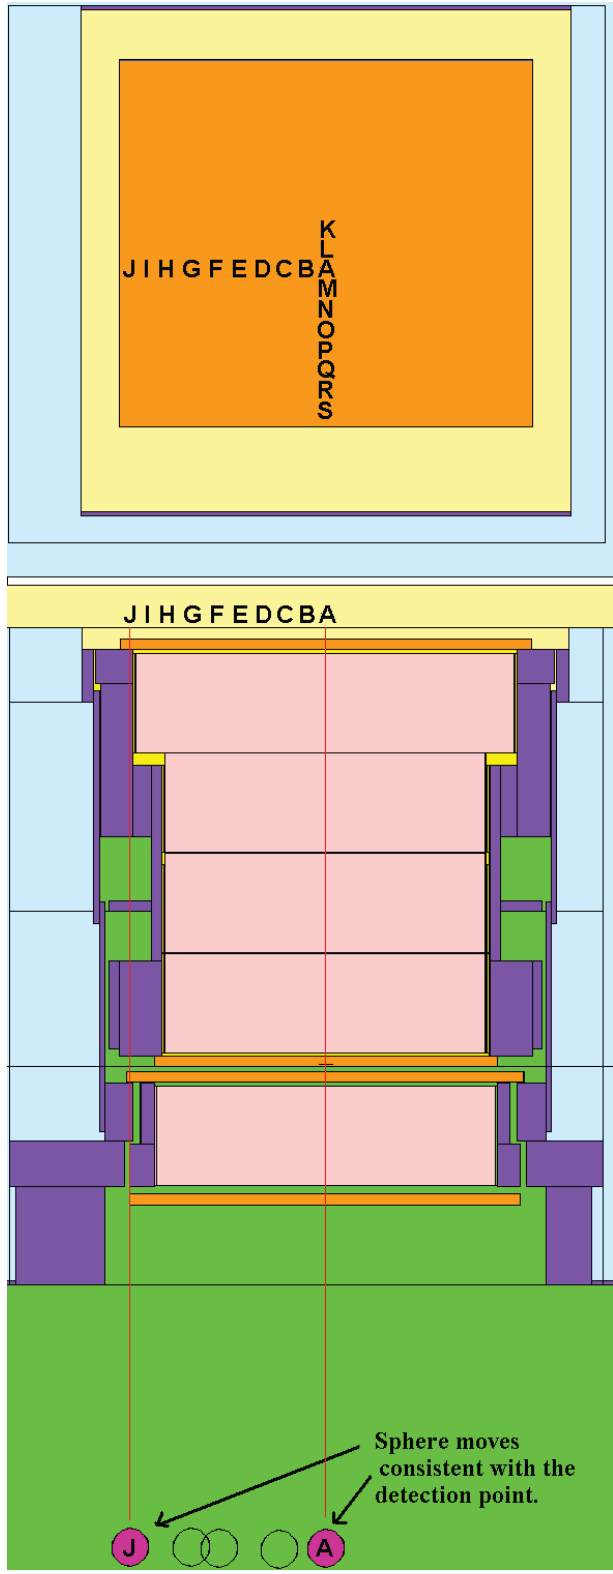 K
L
J I H G F E D C B A
M
N
O
P
Q
R
S
J I H G F E D C B A
Sphere moves
consistent with the
detection point.
J
A